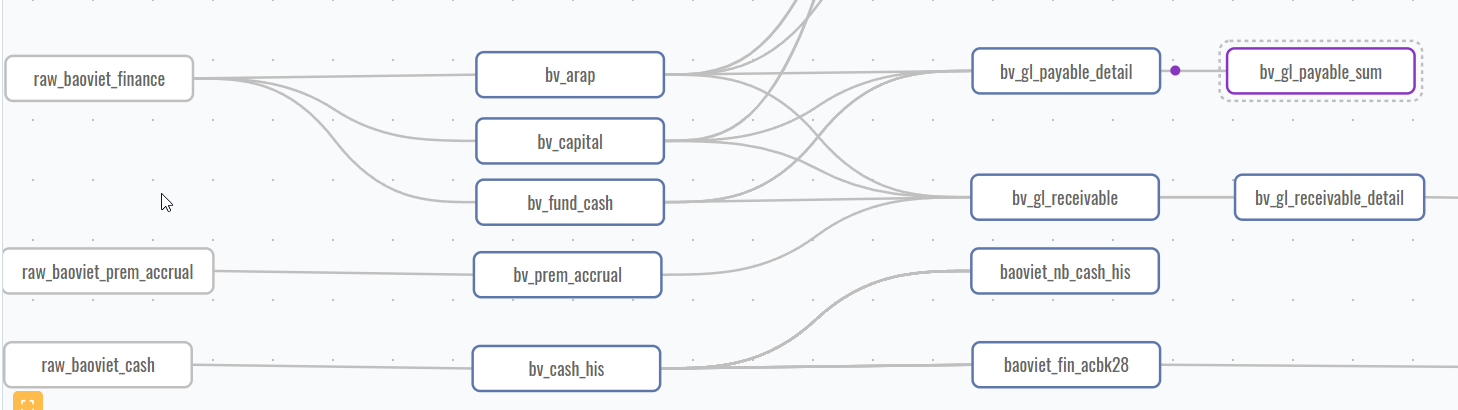 raw_baoviet_finance
bv_arap
bv_gl_payable_detail
bv_gl_payable_sum
bv_capital
bv_fund_cash
bv_gl_receivable
bv_gl_receivable_detail
raw_baoviet_prem_accrual
bv_prem_accrual
baoviet_nb_cash_his
raw_baoviet_cash
bv_cash_his
baoviet_fin_acbk28